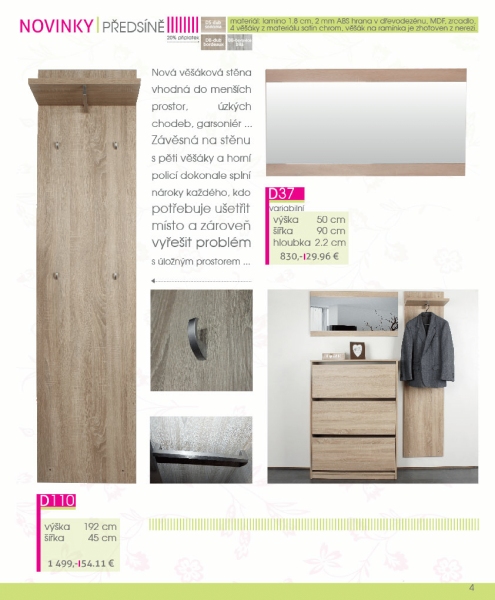 NOVINKY PŘEDSÍNĚ
20% příplatek
materiál: lamino 1.8 cm, 2 mm ABS hrana v dřevodezénu, MDF, zrcadlo,
4 věšáky z materiálu satin chrom, věšák na ramínka je zhotoven z nerezi.
Nová věšáková stěna
vhodná do menších
prostor, úzkých
chodeb, garsoniér ...
Závěsná na stěnu
s pěti věšáky a horní
policí dokonale splní
nároky každého, kdo
potřebuje ušetřit
místo a zároveň
vyřešit problém
s úložným prostorem ...
D37
variabilní
výška 50 cm
šířka 90 cm
hloubka 2.2 cm
830,-|29.96 €
D110
výška 192 cm
šířka 45 cm
1 499,-|54.11 €
4